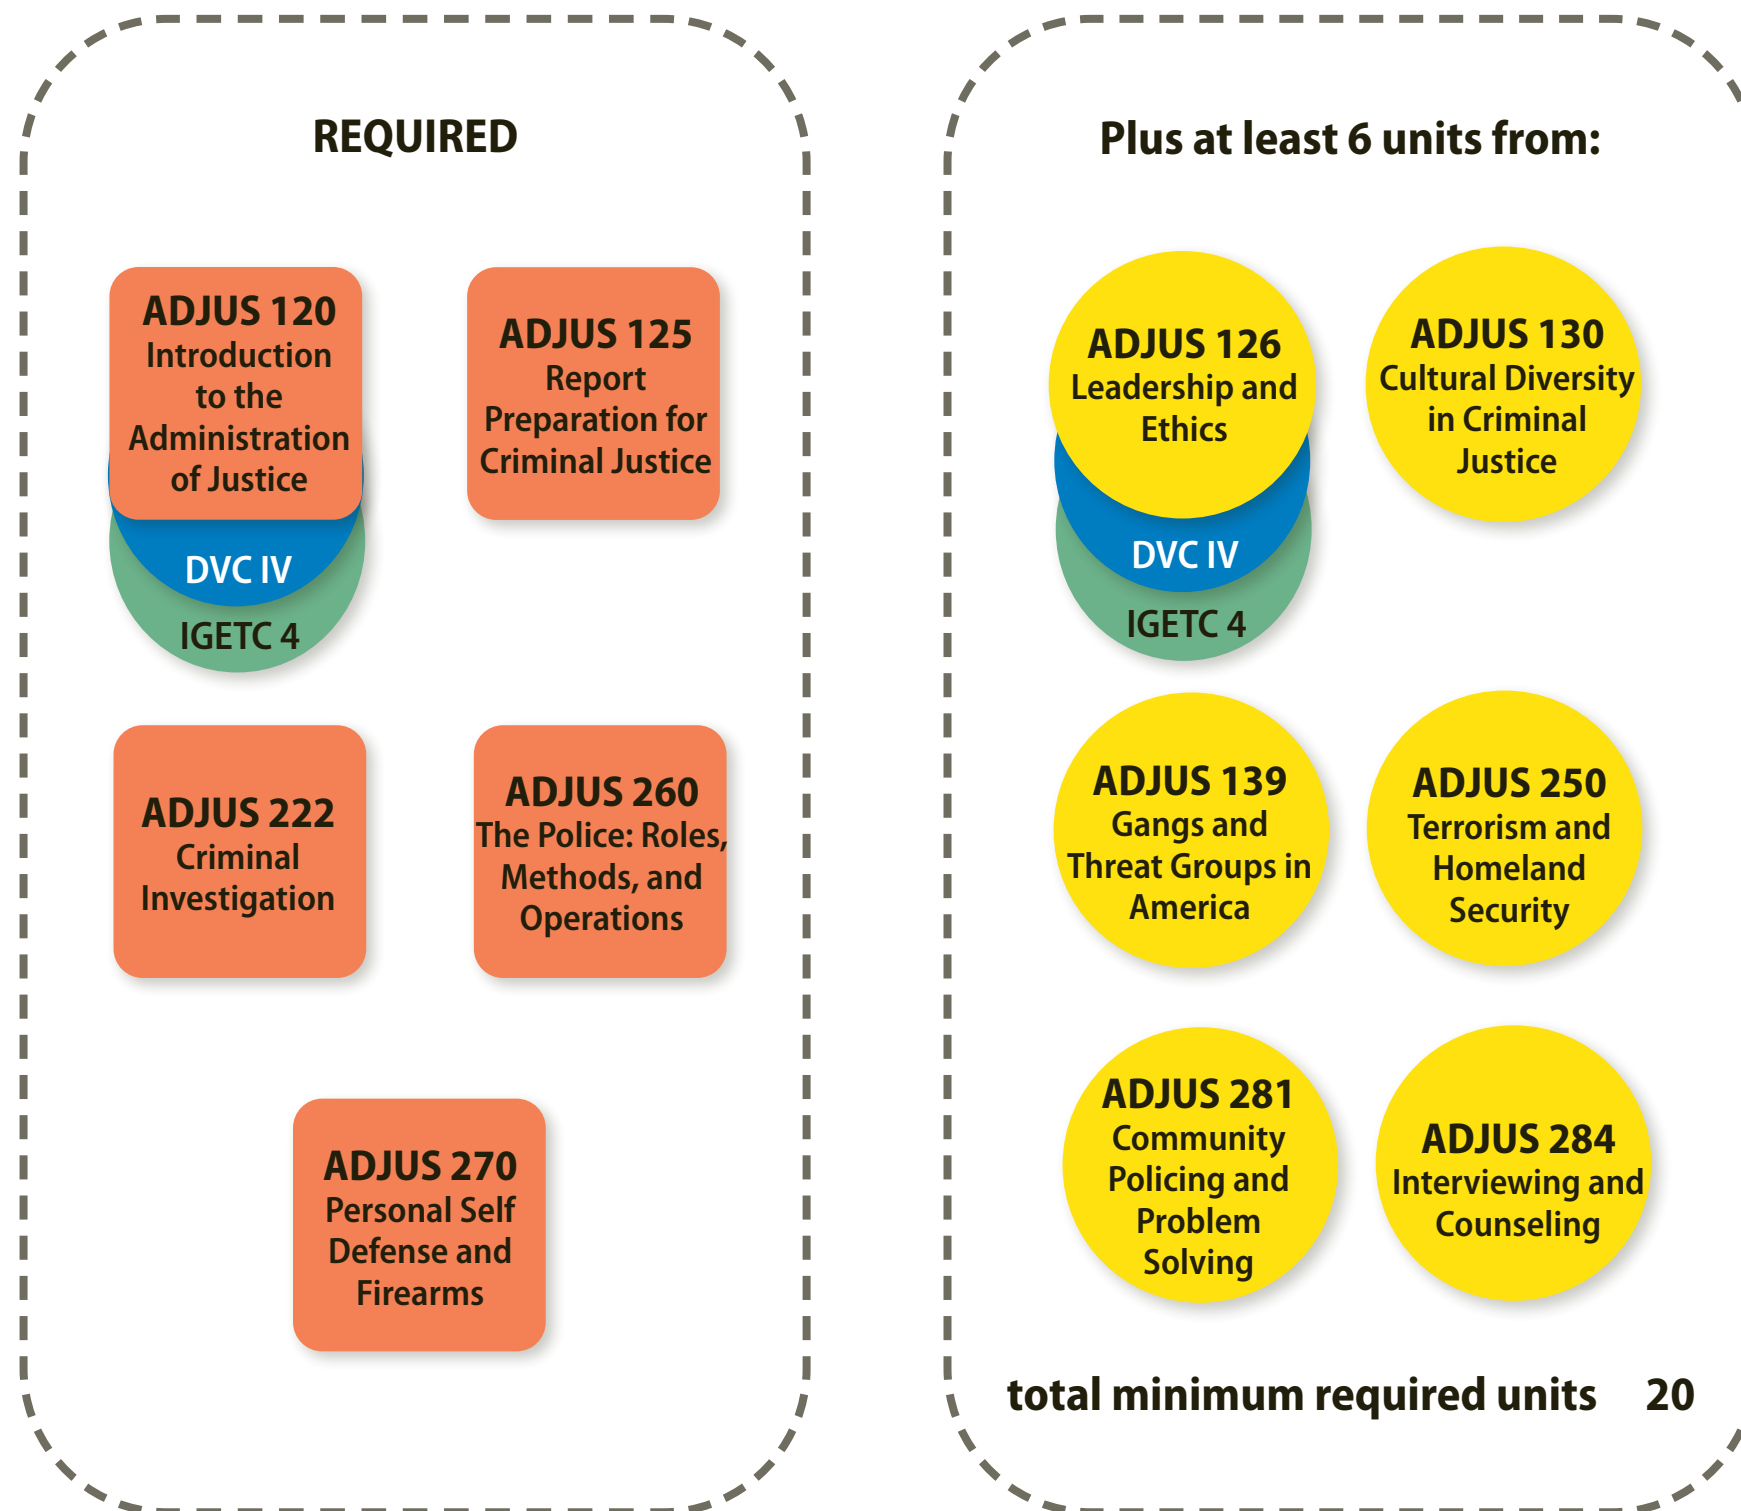 REQUIRED
ADJUS 120
Introduction
to the
Administration
of Justice
DVC IV
IGETC 4
ADJUS 125
Report
Preparation for
Criminal Justice
ADJUS 222
Criminal
Investigation
ADJUS 260
The Police: Roles,
Methods, and
Operations
ADJUS 270
Personal Self
Defense and
Firearms
Plus at least 6 units from:
ADJUS 126
Leadership and
Ethics
DVC IV
IGETC 4
ADJUS 130
Cultural Diversity
in Criminal
Justice
ADJUS 139
Gangs and
Threat Groups in
America
ADJUS 250
Terrorism and
Homeland
Security
ADJUS 281
Community
Policing and
Problem
Solving
ADJUS 284
Interviewing and
Counseling
total minimum required units 20